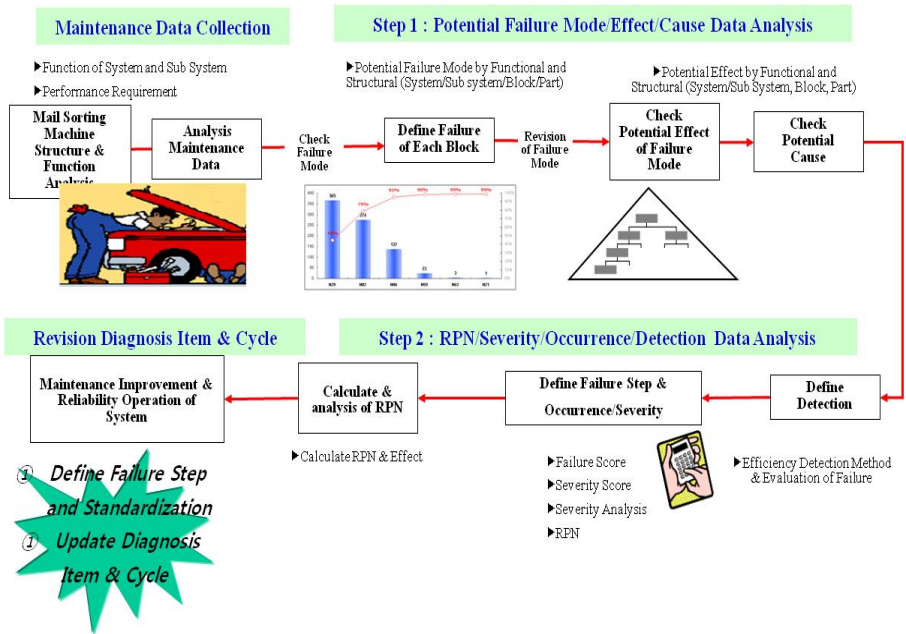 Maintenance Data Collection
Step 1 : Potential Failure Mode/Effect/Cause Data Analysis
▶Function of System and Sub System
▶Performance Requirement
▶Potential Failure Mode by Functional and
Structural (System/Sub system/Block/Part)
▶Potential Effect by Functional and
Structural (System/Sub System, Block, Part)
Mail Sorting
Machine
Structure &
Function
Analysis
Analysis
Maintenance
Data
Check
Failure
Mode
Define Failure
of Each Block
Revision
of Failure
Mode
Check
Potential Effect
of Failure
Mode
Check
Potential
Cause
Revision Diagnosis Item & Cycle
Step 2 : RPN/Severity/Occurrence/Detection Data Analysis
Maintenance Improvement &
Reliability Operation of
System
Calculate &
analysis of RPN
Define Failure Step &
Occurrence/Severity
Define
Detection
▶Calculate RPN & Effect
▶Failure Score
▶Severity Score
▶Severity Analysis
▶RPN
▶Efficiency Detection Method
& Evaluation of Failure
① Define Failure Step
and Standardization
① Update Diagnosis
Item & Cycle